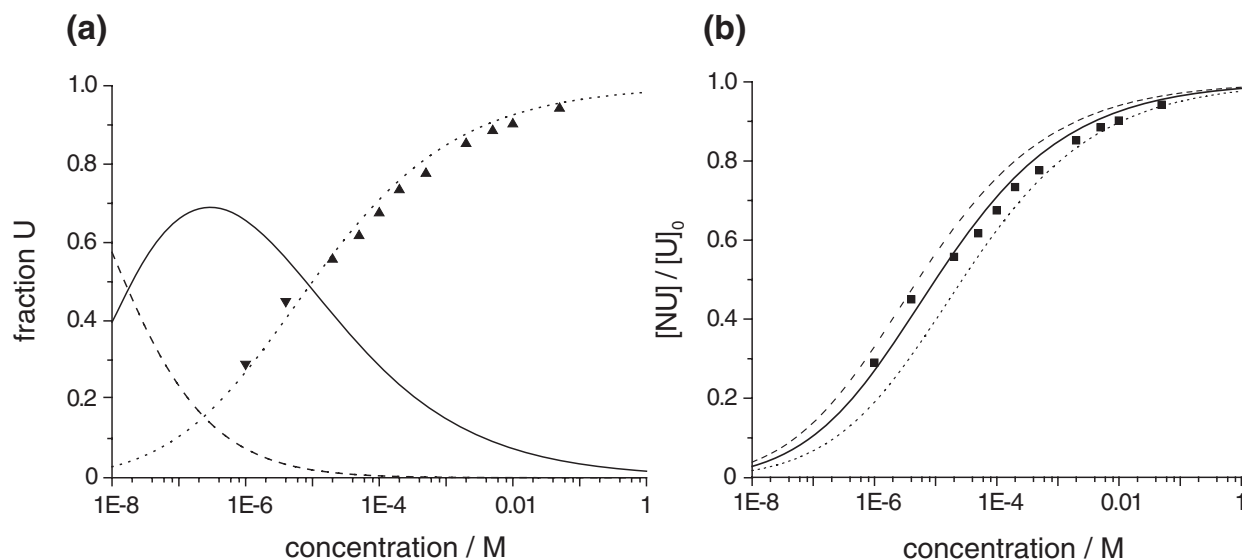 (a)
fraction U
1.0
0.8
0.6
0.4
0.2
0
1E-8
1E-6
1E-4
0.01
1
concentration / M
(b)
[NU] / [U]0
1.0
0.8
0.6
0.4
0.2
0
1E-8
1E-6
1E-4
0.01
1
concentration / M